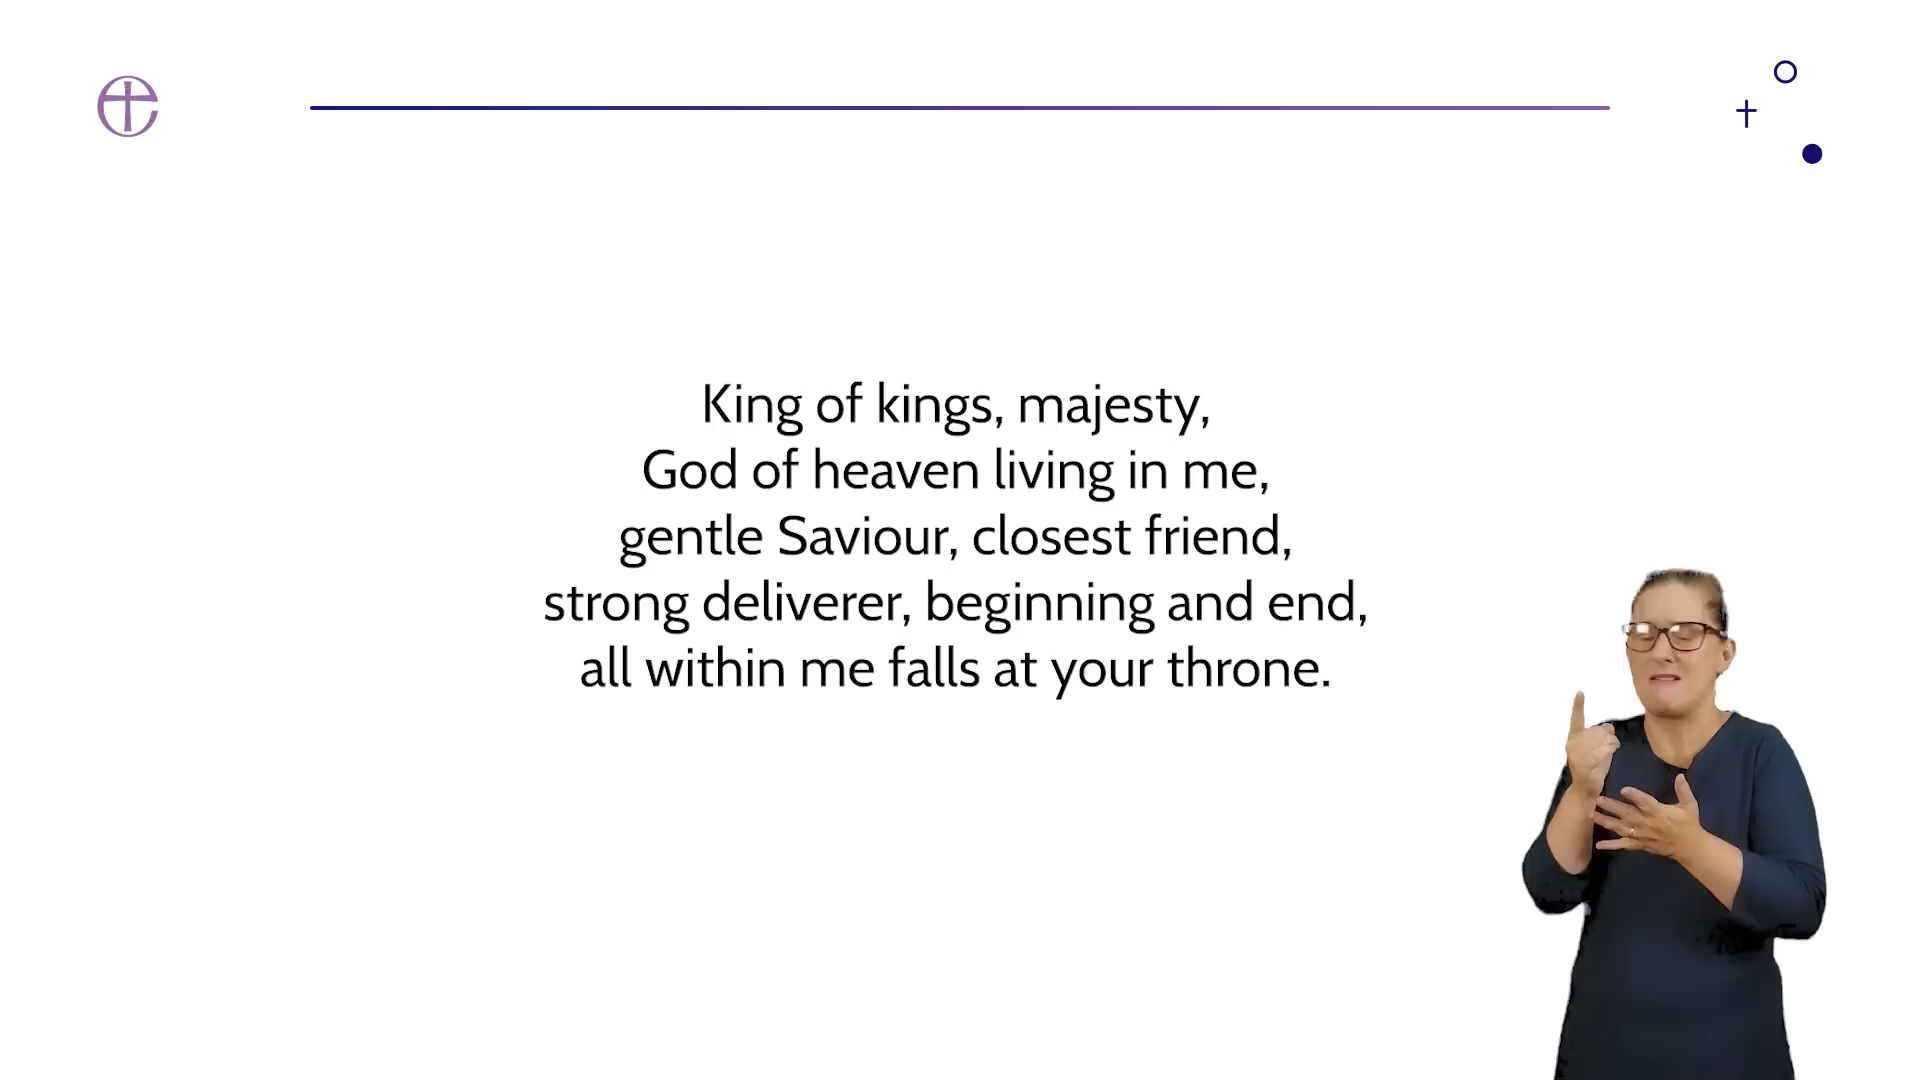 King of kings, majesty,
God of heaven living in me,
gentle Saviour, closest friend,
strong deliverer, beginning and end,
all within me falls at your throne.